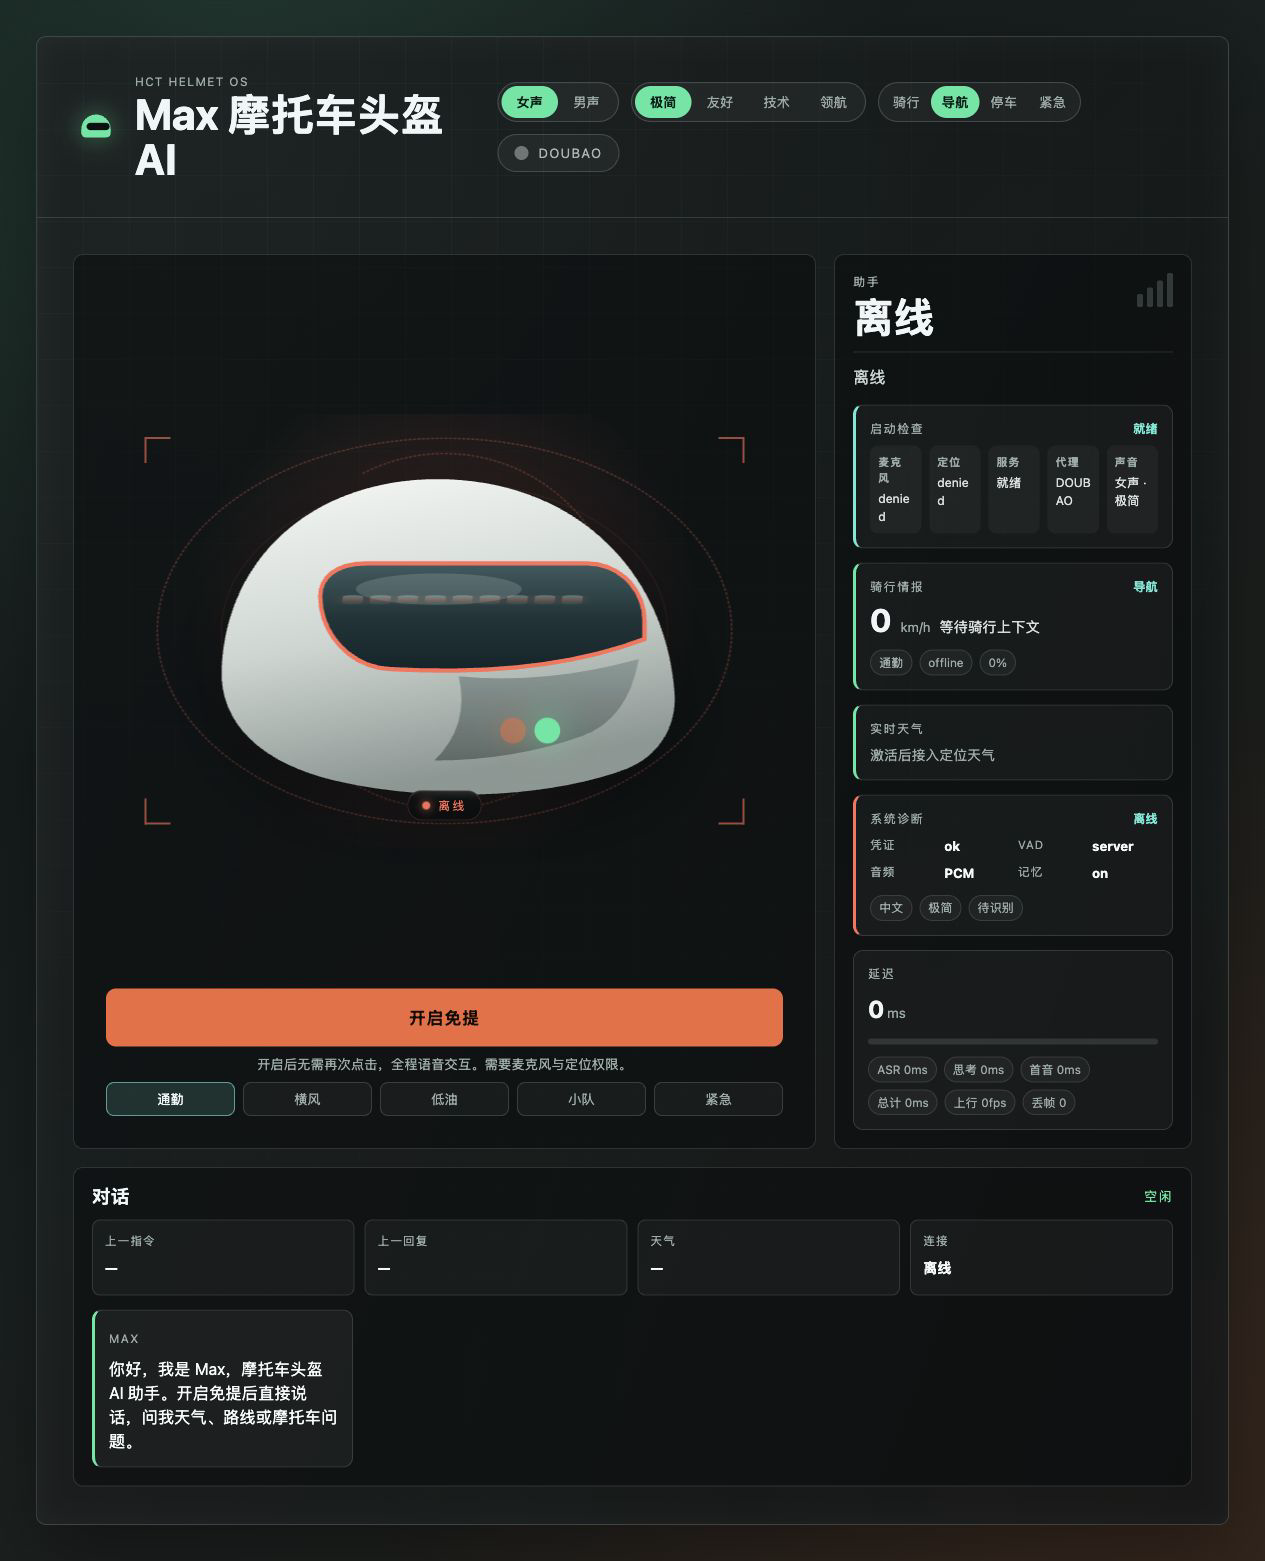 HCT HELMET OS
Max 摩托车头盔
AI
女声 男声
极简 友好 技术 领航
骑行 导航 停车 紧急
DOUBAO
离线
开启免提
开启后无需再次点击，全程语音交互。需要麦克风与定位权限。
通勤 横风 低油 小队 紧急
助手
离线
离线
启动检查 就绪
麦克
风
denie
d
定位
denie
d
服务
就绪
代理
DOUB
AO
声音
女声 ·
极简
骑行情报 导航
0 km/h 等待骑行上下文
通勤 offline 0%
实时天气
激活后接入定位天气
系统诊断 离线
凭证 ok VAD server
音频 PCM 记忆 on
中文 极简 待识别
延迟
0 ms
ASR 0ms 思考 0ms 首音 0ms
总计 0ms 上行 0fps 丢帧 0
对话 空闲
上一指令
—
上一回复
—
天气
—
连接
离线
MAX
你好，我是 Max，摩托车头盔
AI 助手。开启免提后直接说
话，问我天气、路线或摩托车问
题。